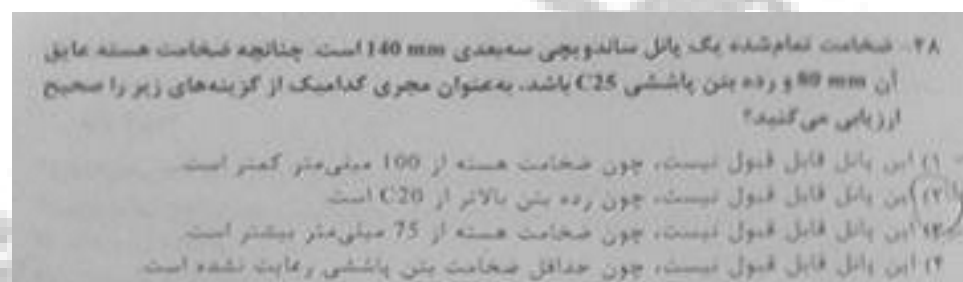 ۲۸- ضخامت تمام‌شده یک پانل ساندویچی سه‌بعدی 140 mm است. چنانچه ضخامت هسته عایق
آن 80 mm و رده بتن پاششی C25 باشد، به‌عنوان مجری کدامیک از گزینه‌های زیر را صحیح
ارزیابی می‌کنید؟
۱) این پانل قابل قبول نیست، چون ضخامت هسته از 100 میلی‌متر کمتر است.
۲) این پانل قابل قبول نیست، چون رده بتن بالاتر از C20 است.
۳) این پانل قابل قبول نیست، چون ضخامت هسته از 75 میلی‌متر بیشتر است.
۴) این پانل قابل قبول نیست، چون حداقل ضخامت بتن پاششی رعایت نشده است.